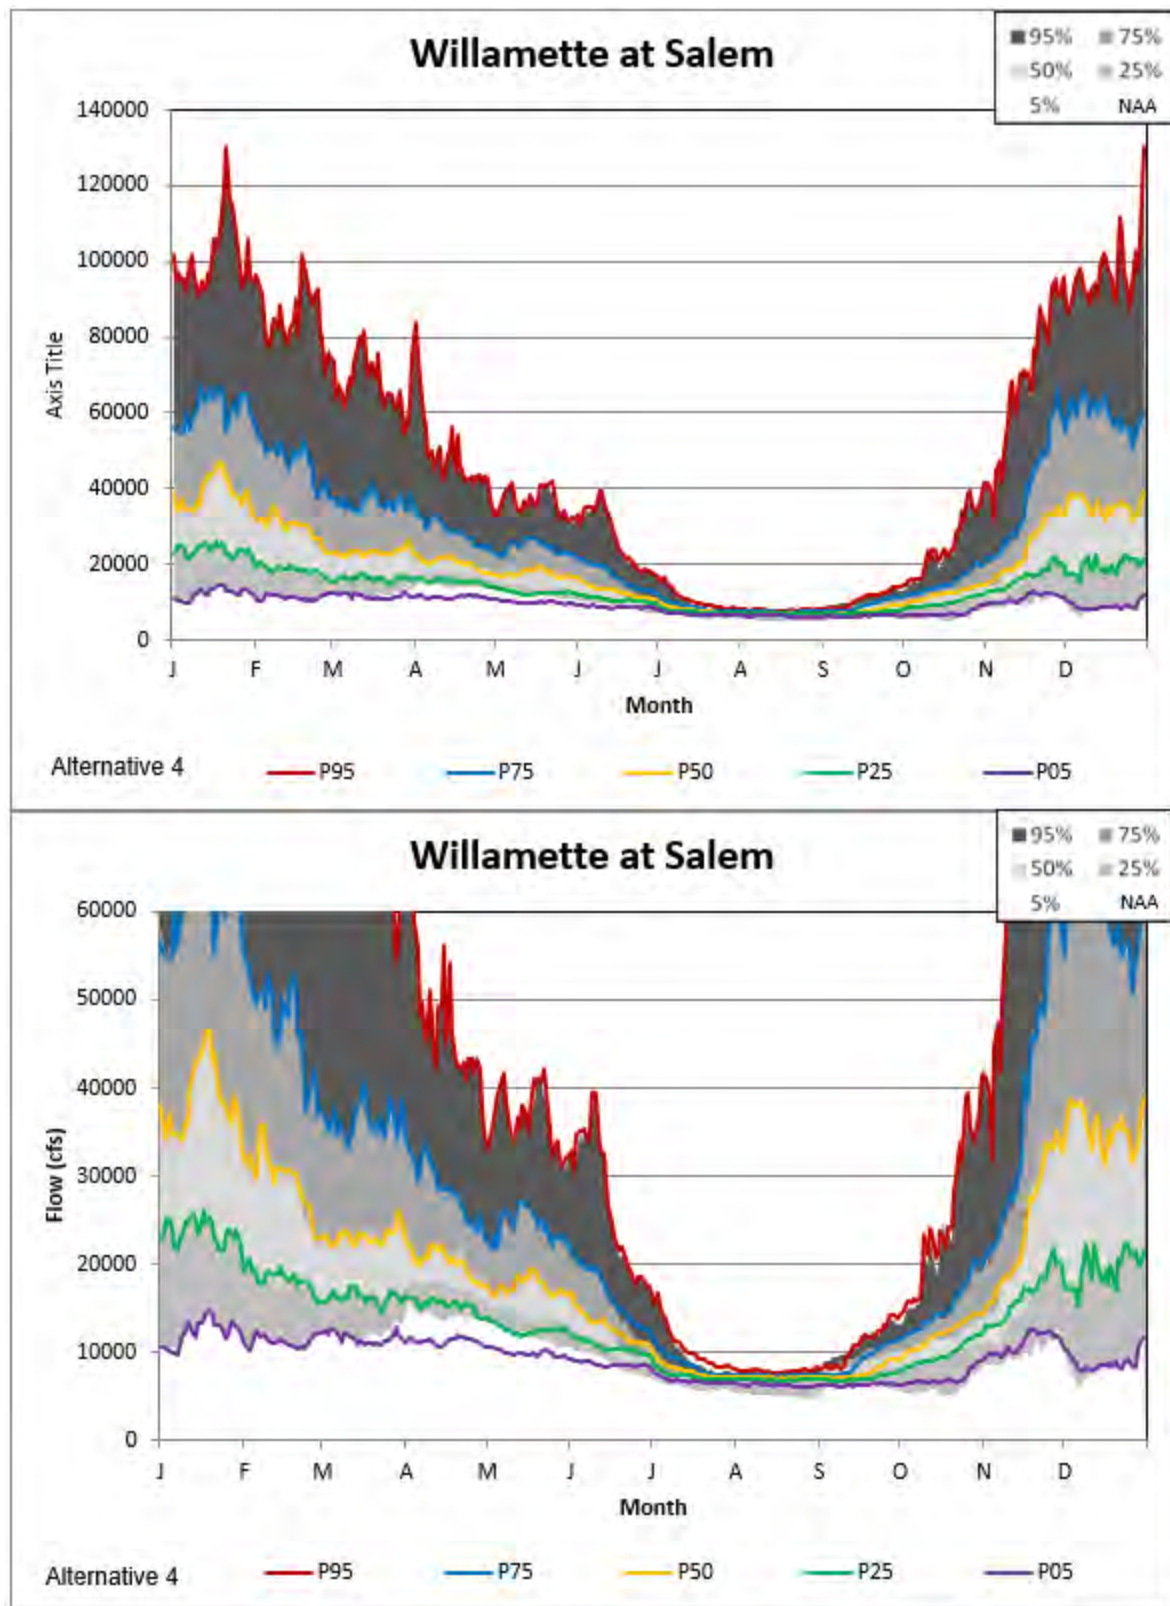 Willamette at Salem
95% 75%
50% 25%
5% NAA
140000
120000
100000
80000
60000
40000
20000
0
Axis Title
J F M A M J J A S O N D
Month
Alternative 4 P95 P75 P50 P25 P05
Willamette at Salem
95% 75%
50% 25%
5% NAA
60000
50000
40000
30000
20000
10000
0
Flow (cfs)
J F M A M J J A S O N D
Month
Alternative 4 P95 P75 P50 P25 P05